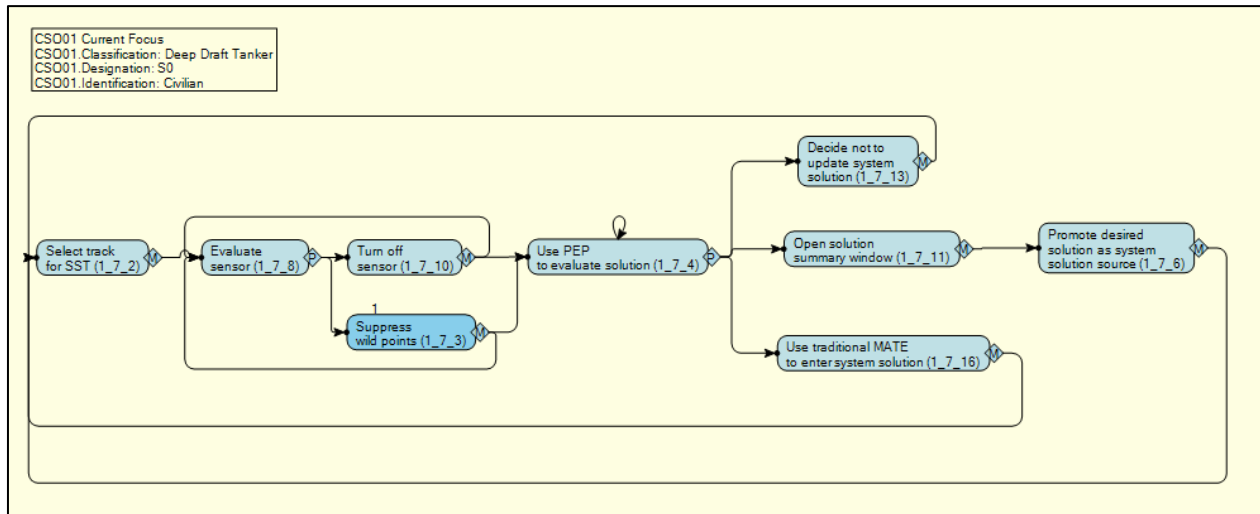 CSO01 Current Focus
CSO01.Classification: Deep Draft Tanker
CSO01.Designation: S0
CSO01.Identification: Civilian
Decide not to
update system
solution (1_7_13)
M
Select track
for SST (1_7_2)
M
Evaluate
sensor (1_7_8)
P
Turn off
sensor (1_7_10)
M
Use PEP
to evaluate solution (1_7_4)
P
Open solution
summary window (1_7_11)
M
Promote desired
solution as system
solution source (1_7_6)
M
1
Suppress
wild points (1_7_3)
M
Use traditional MATE
to enter system solution (1_7_16)
M